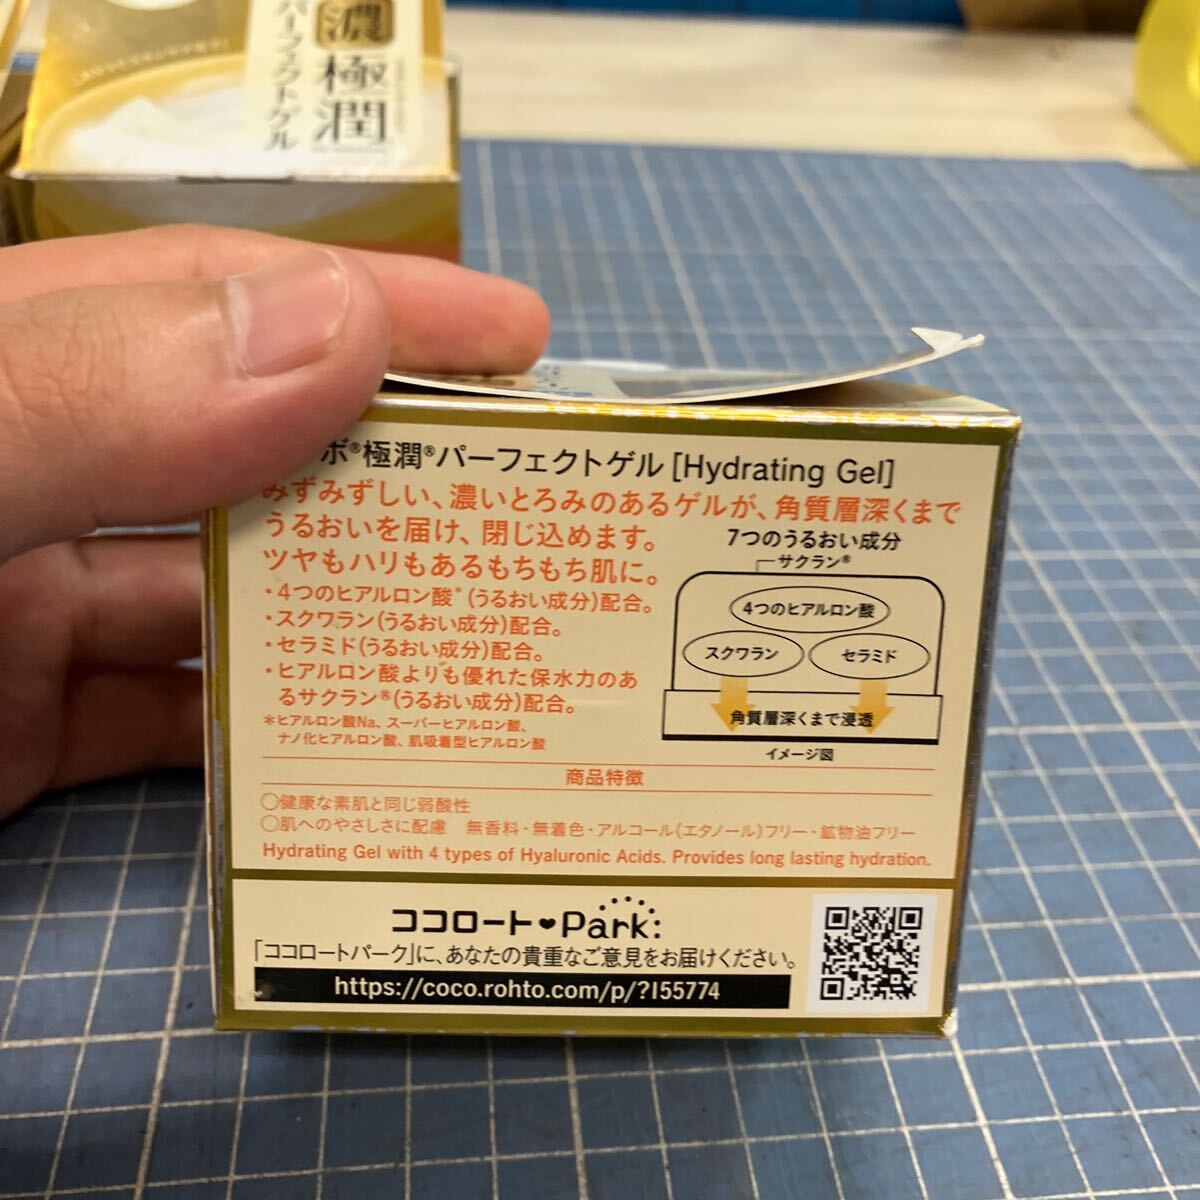 濃
極潤
パーフェクトゲル
ボ®極潤®パーフェクトゲル [Hydrating Gel]
みずみずしい、濃いとろみのあるゲルが、角質層深くまで
うるおいを届け、閉じ込めます。
ツヤもハリもあるもちもち肌に。
・4つのヒアルロン酸*(うるおい成分)配合。
・スクワラン(うるおい成分)配合。
・セラミド(うるおい成分)配合。
・ヒアルロン酸よりも優れた保水力のあ
るサクラン®(うるおい成分)配合。
*ヒアルロン酸Na、スーパーヒアルロン酸、
ナノ化ヒアルロン酸、肌吸着型ヒアルロン酸
7つのうるおい成分
サクラン®
4つのヒアルロン酸
スクワラン
セラミド
角質層深くまで浸透
イメージ図
商品特徴
○健康な素肌と同じ弱酸性
○肌へのやさしさに配慮 無香料・無着色・アルコール(エタノール)フリー・鉱物油フリー
Hydrating Gel with 4 types of Hyaluronic Acids. Provides long lasting hydration.
ココロート♥Park
「ココロートパーク」に、あなたの貴重なご意見をお届けください。
https://coco.rohto.com/p/?I55774